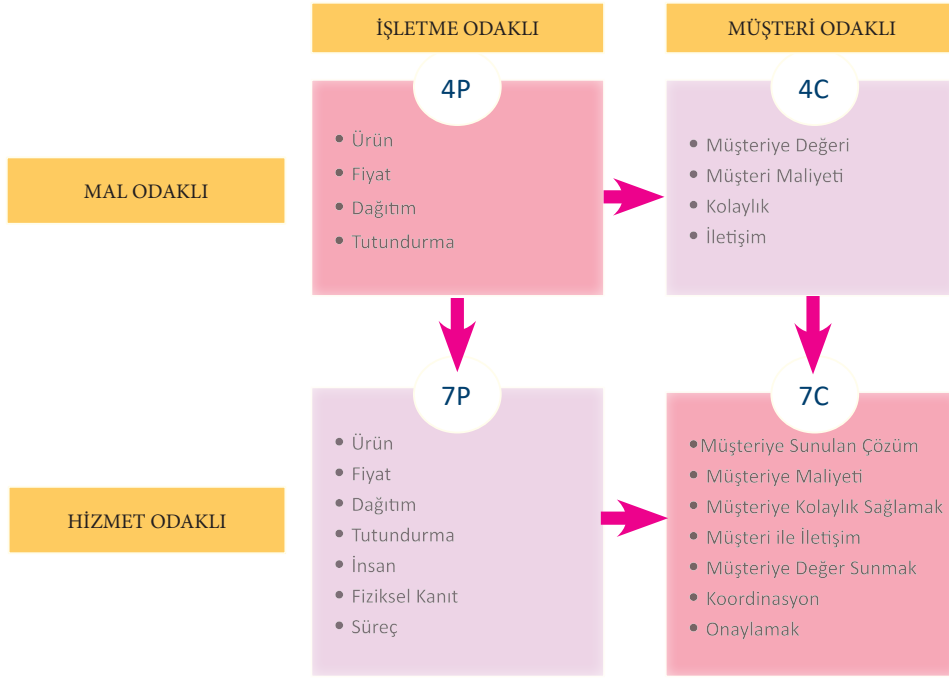 İŞLETME ODAKLI
MÜŞTERİ ODAKLI
MAL ODAKLI
4P
• Ürün
• Fiyat
• Dağıtım
• Tutundurma
4C
• Müşteriye Değeri
• Müşteri Maliyeti
• Kolaylık
• İletişim
HİZMET ODAKLI
7P
• Ürün
• Fiyat
• Dağıtım
• Tutundurma
• İnsan
• Fiziksel Kanıt
• Süreç
7C
• Müşteriye Sunulan Çözüm
• Müşteriye Maliyeti
• Müşteriye Kolaylık Sağlamak
• Müşteri ile İletişim
• Müşteriye Değer Sunmak
• Koordinasyon
• Onaylamak